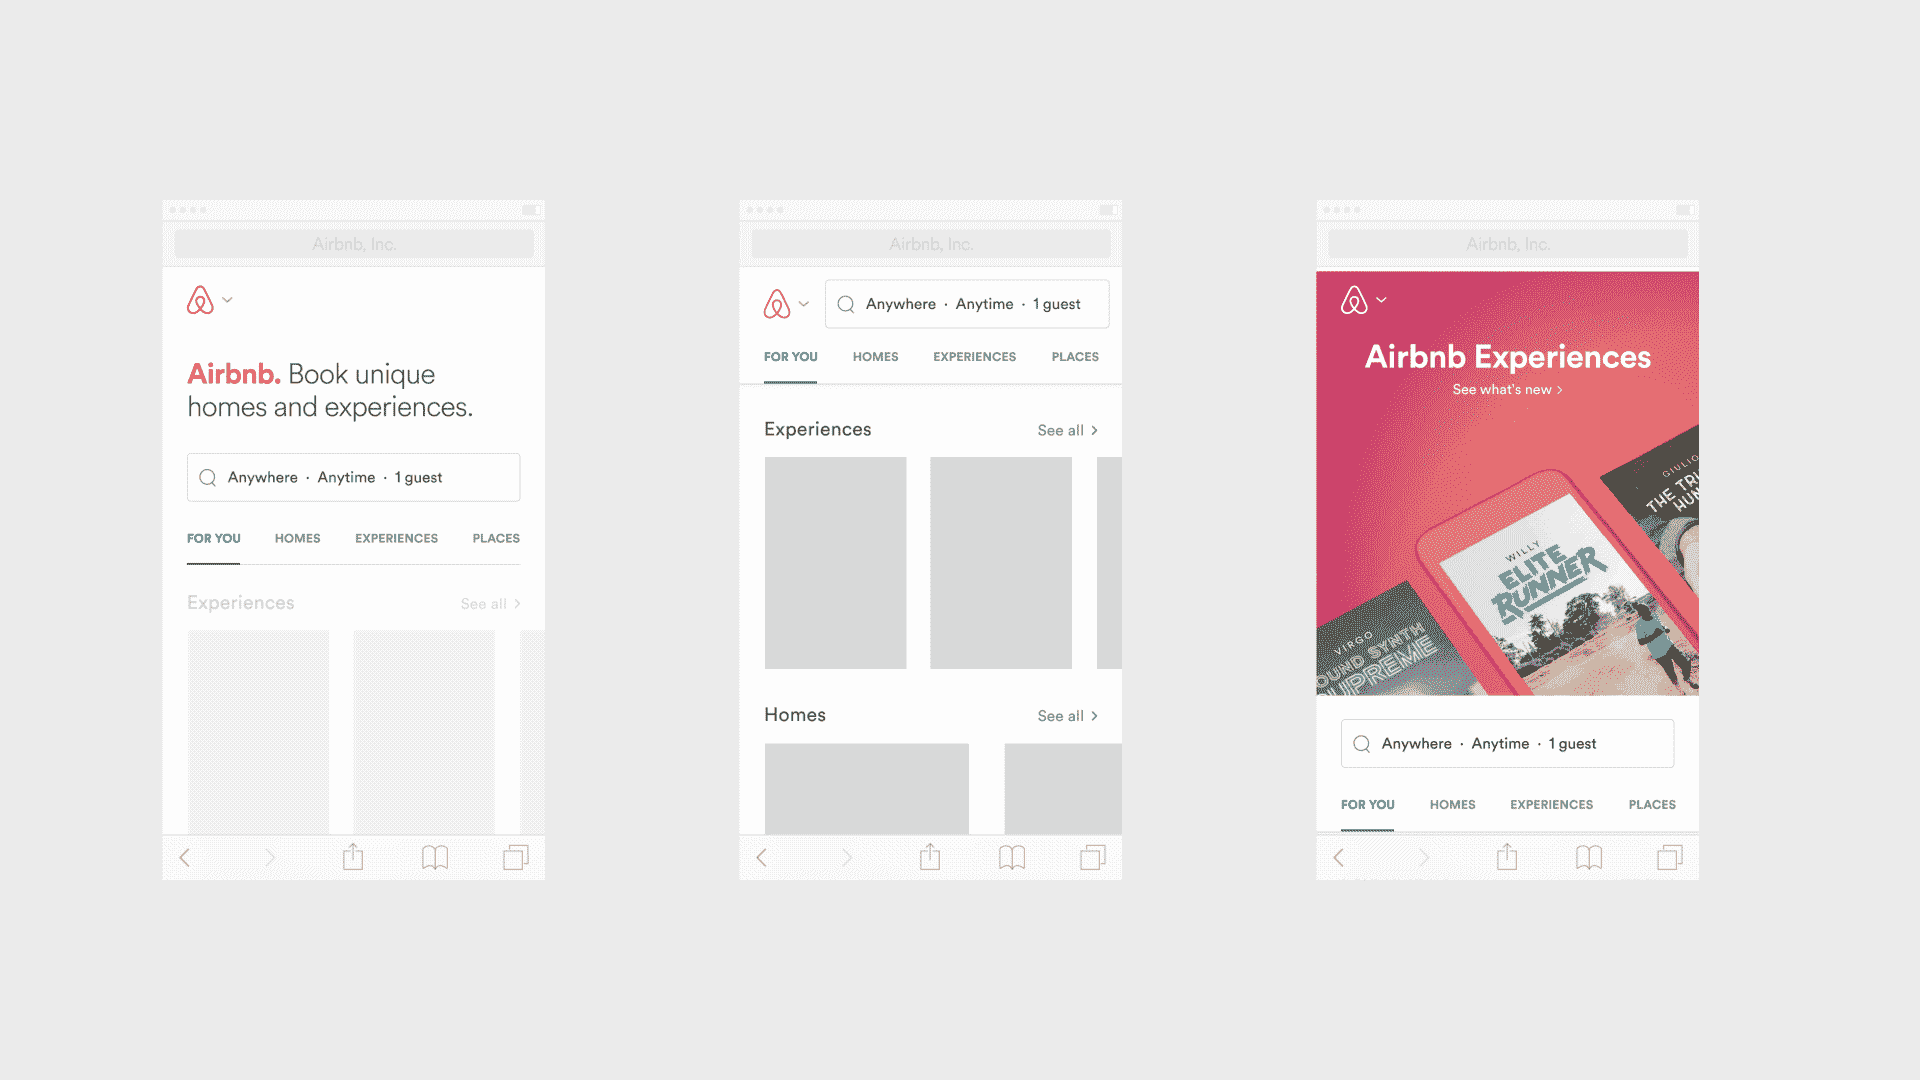 Airbnb, Inc.
Airbnb. Book unique
homes and experiences.
Anywhere · Anytime · 1 guest
FOR YOU HOMES EXPERIENCES PLACES
Experiences See all
Airbnb, Inc.
Anywhere · Anytime · 1 guest
FOR YOU HOMES EXPERIENCES PLACES
Experiences See all
Homes See all
Airbnb, Inc.
Airbnb Experiences
See what's new
GIULIO
THE TRU
HUN
WILLY
ELITE
RUNNER
VIRGO
OUND SYNTH
UPREME
Anywhere · Anytime · 1 guest
FOR YOU HOMES EXPERIENCES PLACES